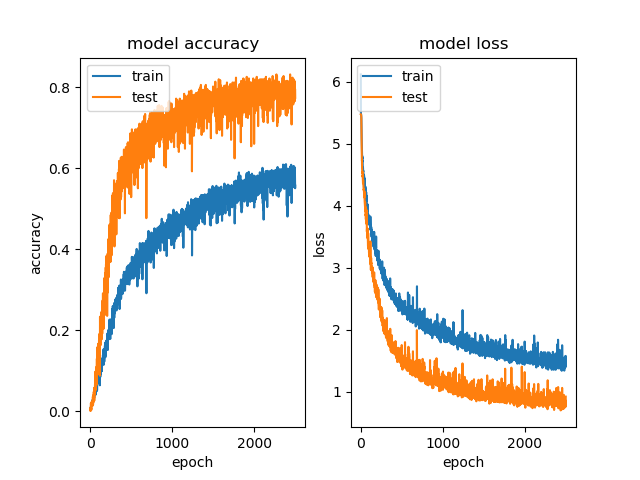 model accuracy
train
test
0.8
0.6
0.4
0.2
0.0
accuracy
0
1000
2000
epoch
model loss
train
test
6
5
4
3
2
1
loss
0
1000
2000
epoch